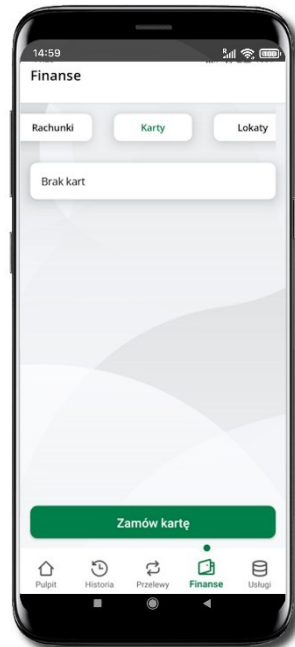 14:59
Finanse
Rachunki Karty Lokaty
Brak kart
Zamów kartę
Pulpit Historia Przelewy Finanse Usługi